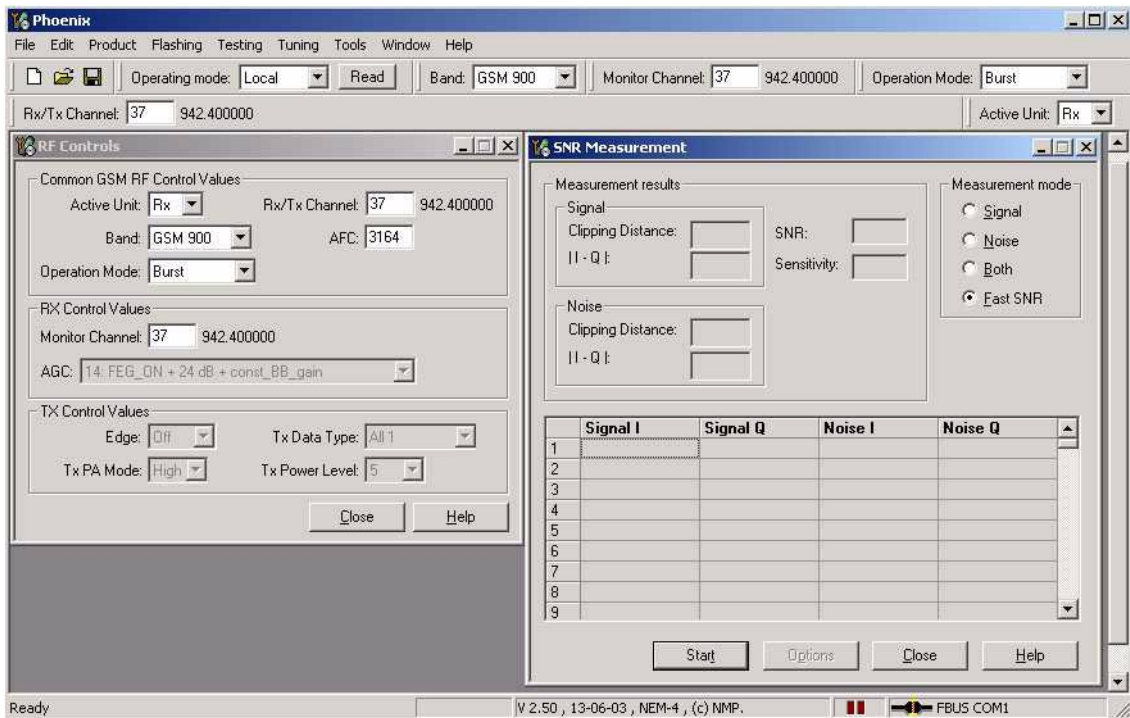 Phoenix
File Edit Product Flashing Testing Tuning Tools Window Help
Operating mode: Local Read Band: GSM 900 Monitor Channel: 37 942.400000 Operation Mode: Burst
Rx/Tx Channel: 37 942.400000 Active Unit: Rx
RF Controls
Common GSM RF Control Values
Active Unit: Rx Rx/Tx Channel: 37 942.400000
Band: GSM 900 AFC: 3164
Operation Mode: Burst
RX Control Values
Monitor Channel: 37 942.400000
AGC: 14: FEG_ON + 24 dB + const_BB_gain
TX Control Values
Edge: Off Tx Data Type: All 1
Tx PA Mode: High Tx Power Level: 5
Close Help
SNR Measurement
Measurement results
Signal
Clipping Distance:
| I - Q |:
SNR:
Sensitivity:
Noise
Clipping Distance:
| I - Q |:
Measurement mode
Signal
Noise
Both
Fast SNR
Signal I Signal Q Noise I Noise Q
1
2
3
4
5
6
7
8
9
Start Options Close Help
Ready V 2.50 , 13-06-03 , NEM-4 , (c) NMP. FBUS COM1